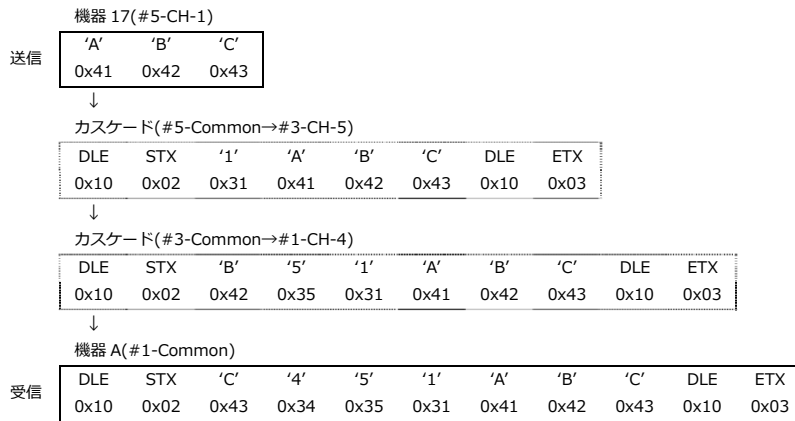 機器 17(#5-CH-1)
送信
‘A’ ‘B’ ‘C’
0x41 0x42 0x43
↓
カスケード(#5-Common→#3-CH-5)
DLE STX ‘1’ ‘A’ ‘B’ ‘C’ DLE ETX
0x10 0x02 0x31 0x41 0x42 0x43 0x10 0x03
↓
カスケード(#3-Common→#1-CH-4)
DLE STX ‘B’ ‘5’ ‘1’ ‘A’ ‘B’ ‘C’ DLE ETX
0x10 0x02 0x42 0x35 0x31 0x41 0x42 0x43 0x10 0x03
↓
機器 A(#1-Common)
受信
DLE STX ‘C’ ‘4’ ‘5’ ‘1’ ‘A’ ‘B’ ‘C’ DLE ETX
0x10 0x02 0x43 0x34 0x35 0x31 0x41 0x42 0x43 0x10 0x03